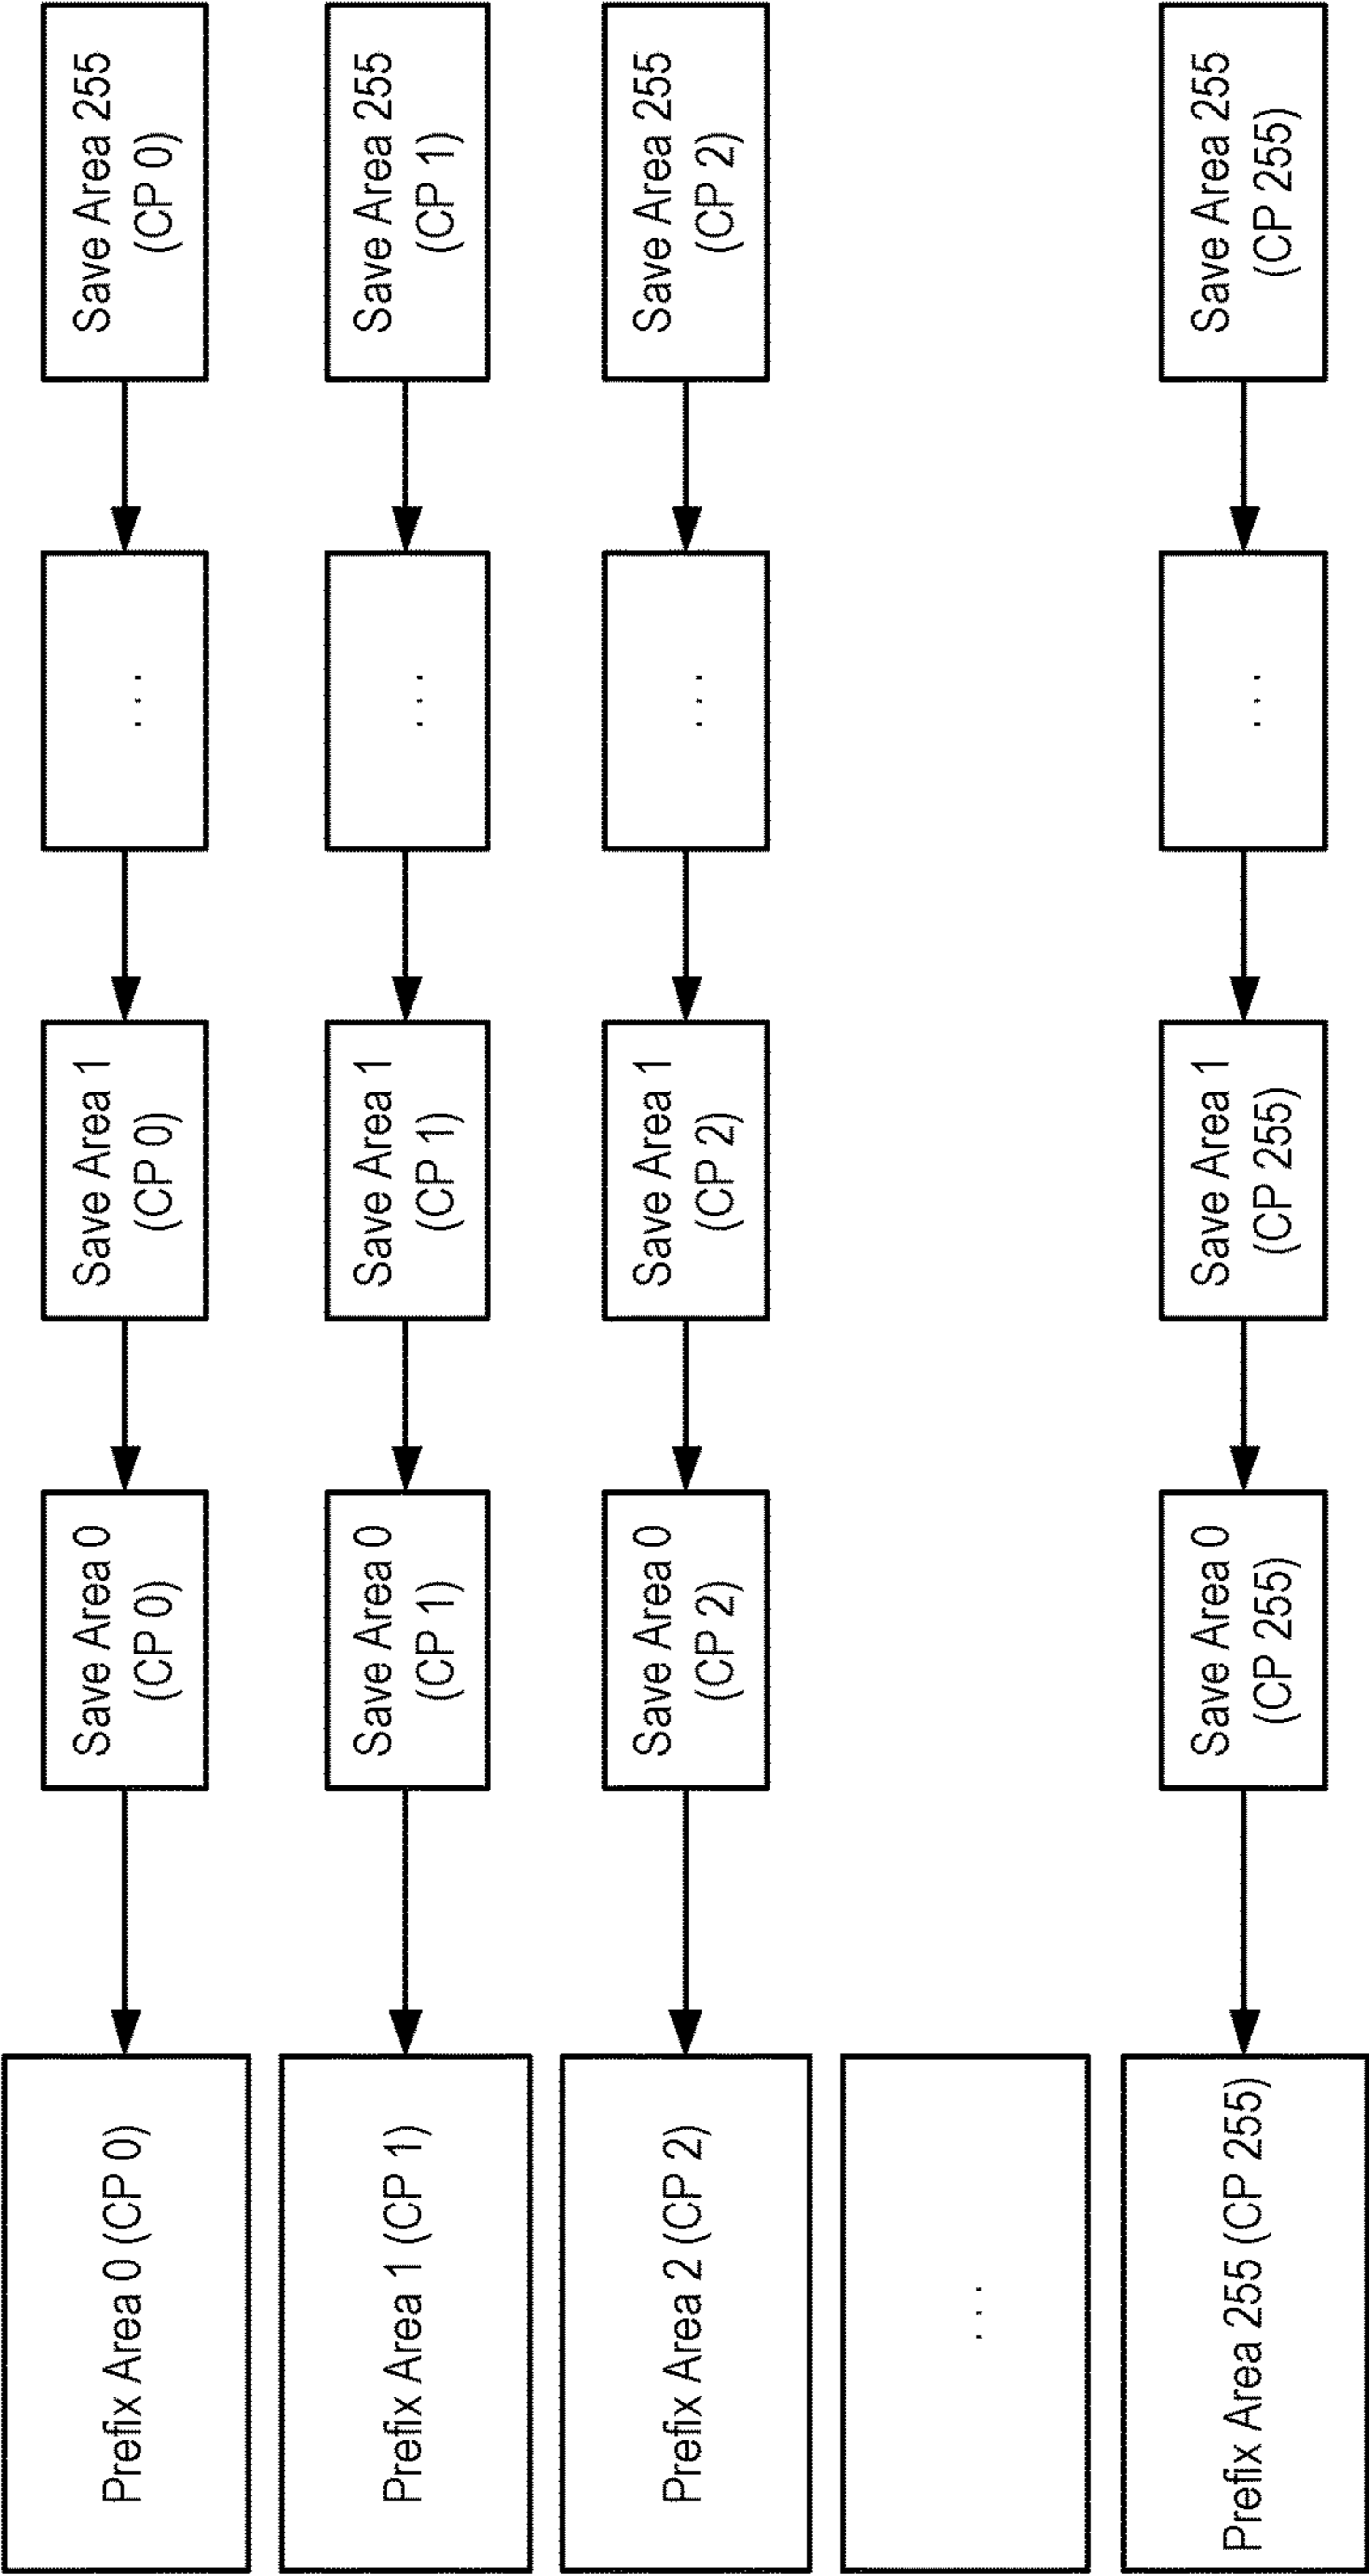 Prefix Area 0 (CP 0)
Save Area 0
(CP 0)
Save Area 1
(CP 0)
...
Save Area 255
(CP 0)
Prefix Area 1 (CP 1)
Save Area 0
(CP 1)
Save Area 1
(CP 1)
...
Save Area 255
(CP 1)
Prefix Area 2 (CP 2)
Save Area 0
(CP 2)
Save Area 1
(CP 2)
...
Save Area 255
(CP 2)
...
Prefix Area 255 (CP 255)
Save Area 0
(CP 255)
Save Area 1
(CP 255)
...
Save Area 255
(CP 255)